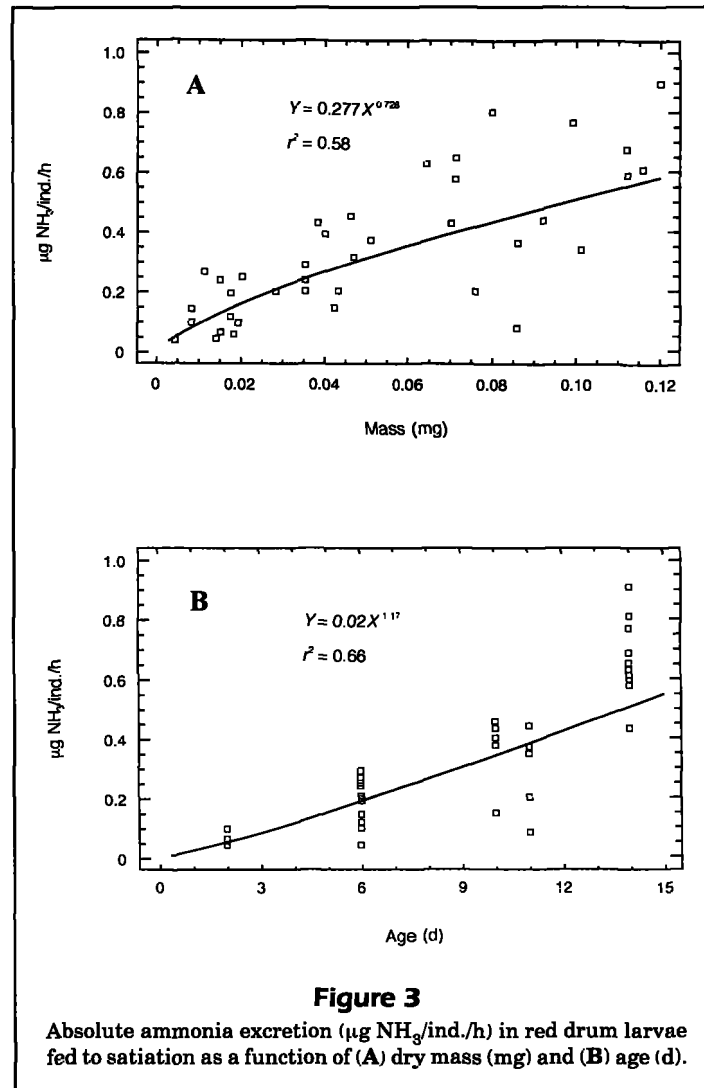 A
Y = 0.277X^0.728
r² = 0.58
1.0
0.8
0.6
0.4
0.2
0
µg NH₃/ind./h
0 0.02 0.04 0.06 0.08 0.10 0.12
Mass (mg)
B
Y = 0.02X^1.17
r² = 0.66
1.0
0.8
0.6
0.4
0.2
0
µg NH₃/ind./h
0 3 6 9 12 15
Age (d)
Figure 3
Absolute ammonia excretion (µg NH₃/ind./h) in red drum larvae
fed to satiation as a function of (A) dry mass (mg) and (B) age (d).